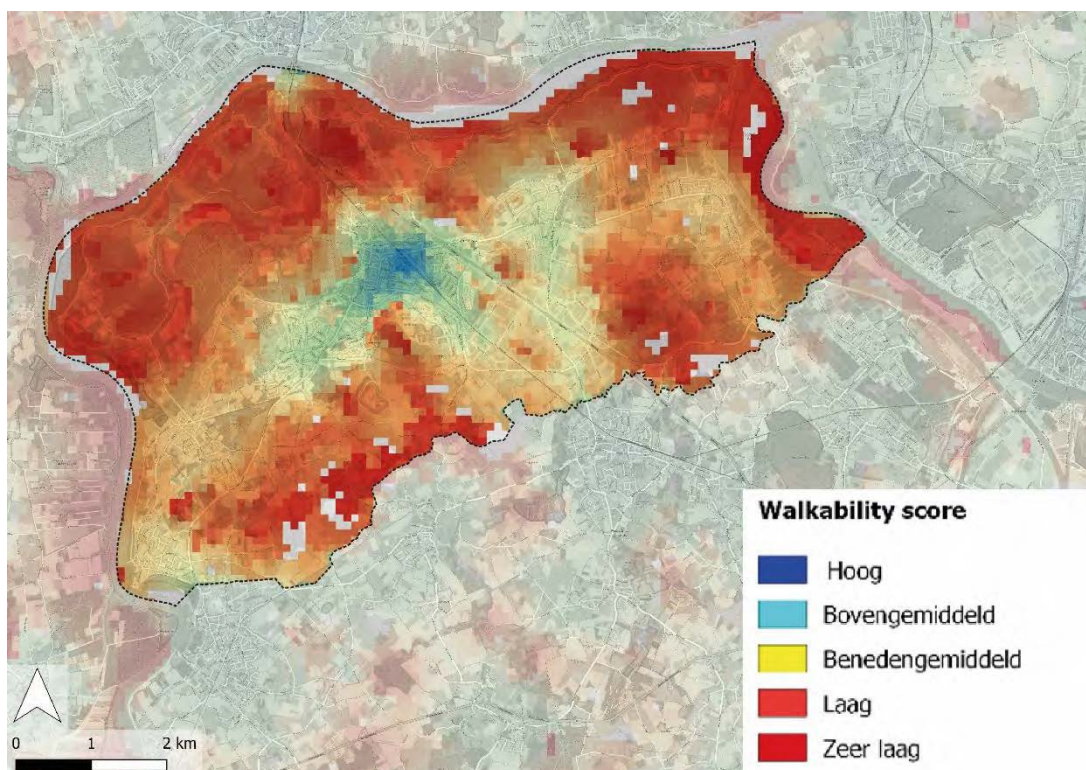 Walkability score
Hoog
Bovengemiddeld
Benedengemiddeld
Laag
Zeer laag
0 1 2 km